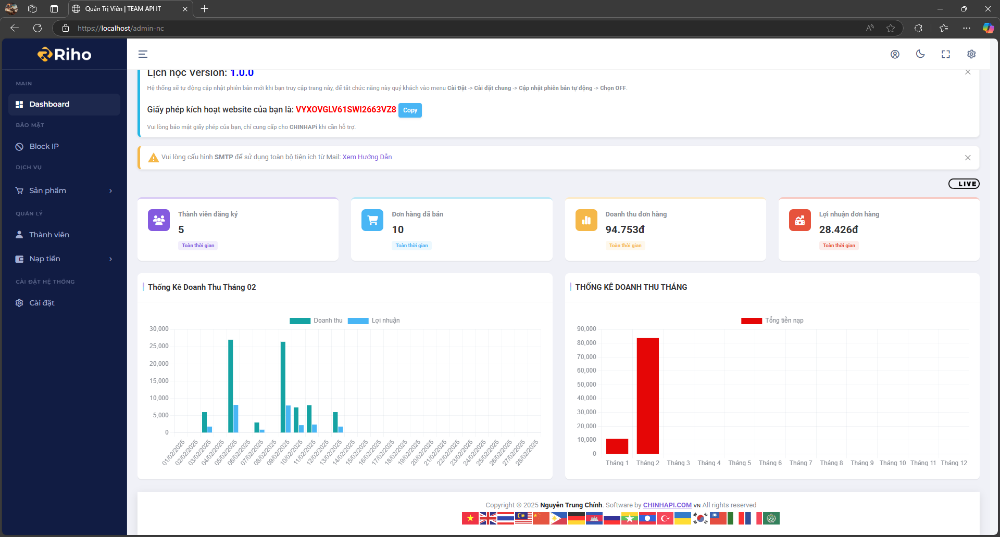 Quản Trị Viên | TEAM API IT
https://localhost/admin-nc
Riho
MAIN
Dashboard
BẢO MẬT
Block IP
DỊCH VỤ
Sản phẩm
QUẢN LÝ
Thành viên
Nạp tiền
CÀI ĐẶT HỆ THỐNG
Cài đặt
Lịch học Version: 1.0.0
Hệ thống sẽ tự động cập nhật phiên bản mới khi bạn truy cập trang này, để tắt chức năng này quý khách vào menu Cài Đặt -> Cài đặt chung -> Cập nhật phiên bản tự động -> Chọn OFF.
Giấy phép kích hoạt website của bạn là: VYXOVGLV61SWI2663VZ8 Copy
Vui lòng bảo mật giấy phép của bạn, chỉ cung cấp cho CHINHAPi khi cần hỗ trợ.
Vui lòng cấu hình SMTP để sử dụng toàn bộ tiện ích từ Mail: Xem Hướng Dẫn
LIVE
Thành viên đăng ký
5
Toàn thời gian
Đơn hàng đã bán
10
Toàn thời gian
Doanh thu đơn hàng
94.753đ
Toàn thời gian
Lợi nhuận đơn hàng
28.426đ
Toàn thời gian
Thống Kê Doanh Thu Tháng 02
Doanh thu Lợi nhuận
30,000
25,000
20,000
15,000
10,000
5,000
0
01/02/2025 02/02/2025 03/02/2025 04/02/2025 05/02/2025 06/02/2025 07/02/2025 08/02/2025 09/02/2025 10/02/2025 11/02/2025 12/02/2025 13/02/2025 14/02/2025 15/02/2025 16/02/2025 17/02/2025 18/02/2025 19/02/2025 20/02/2025 21/02/2025 22/02/2025 23/02/2025 24/02/2025 25/02/2025 26/02/2025 27/02/2025 28/02/2025
THỐNG KÊ DOANH THU THÁNG
Tổng tiền nạp
90,000
80,000
70,000
60,000
50,000
40,000
30,000
20,000
10,000
0
Tháng 1 Tháng 2 Tháng 3 Tháng 4 Tháng 5 Tháng 6 Tháng 7 Tháng 8 Tháng 9 Tháng 10 Tháng 11 Tháng 12
Copyright © 2025 Nguyễn Trung Chính. Software by CHINHAPI.COM VN All rights reserved